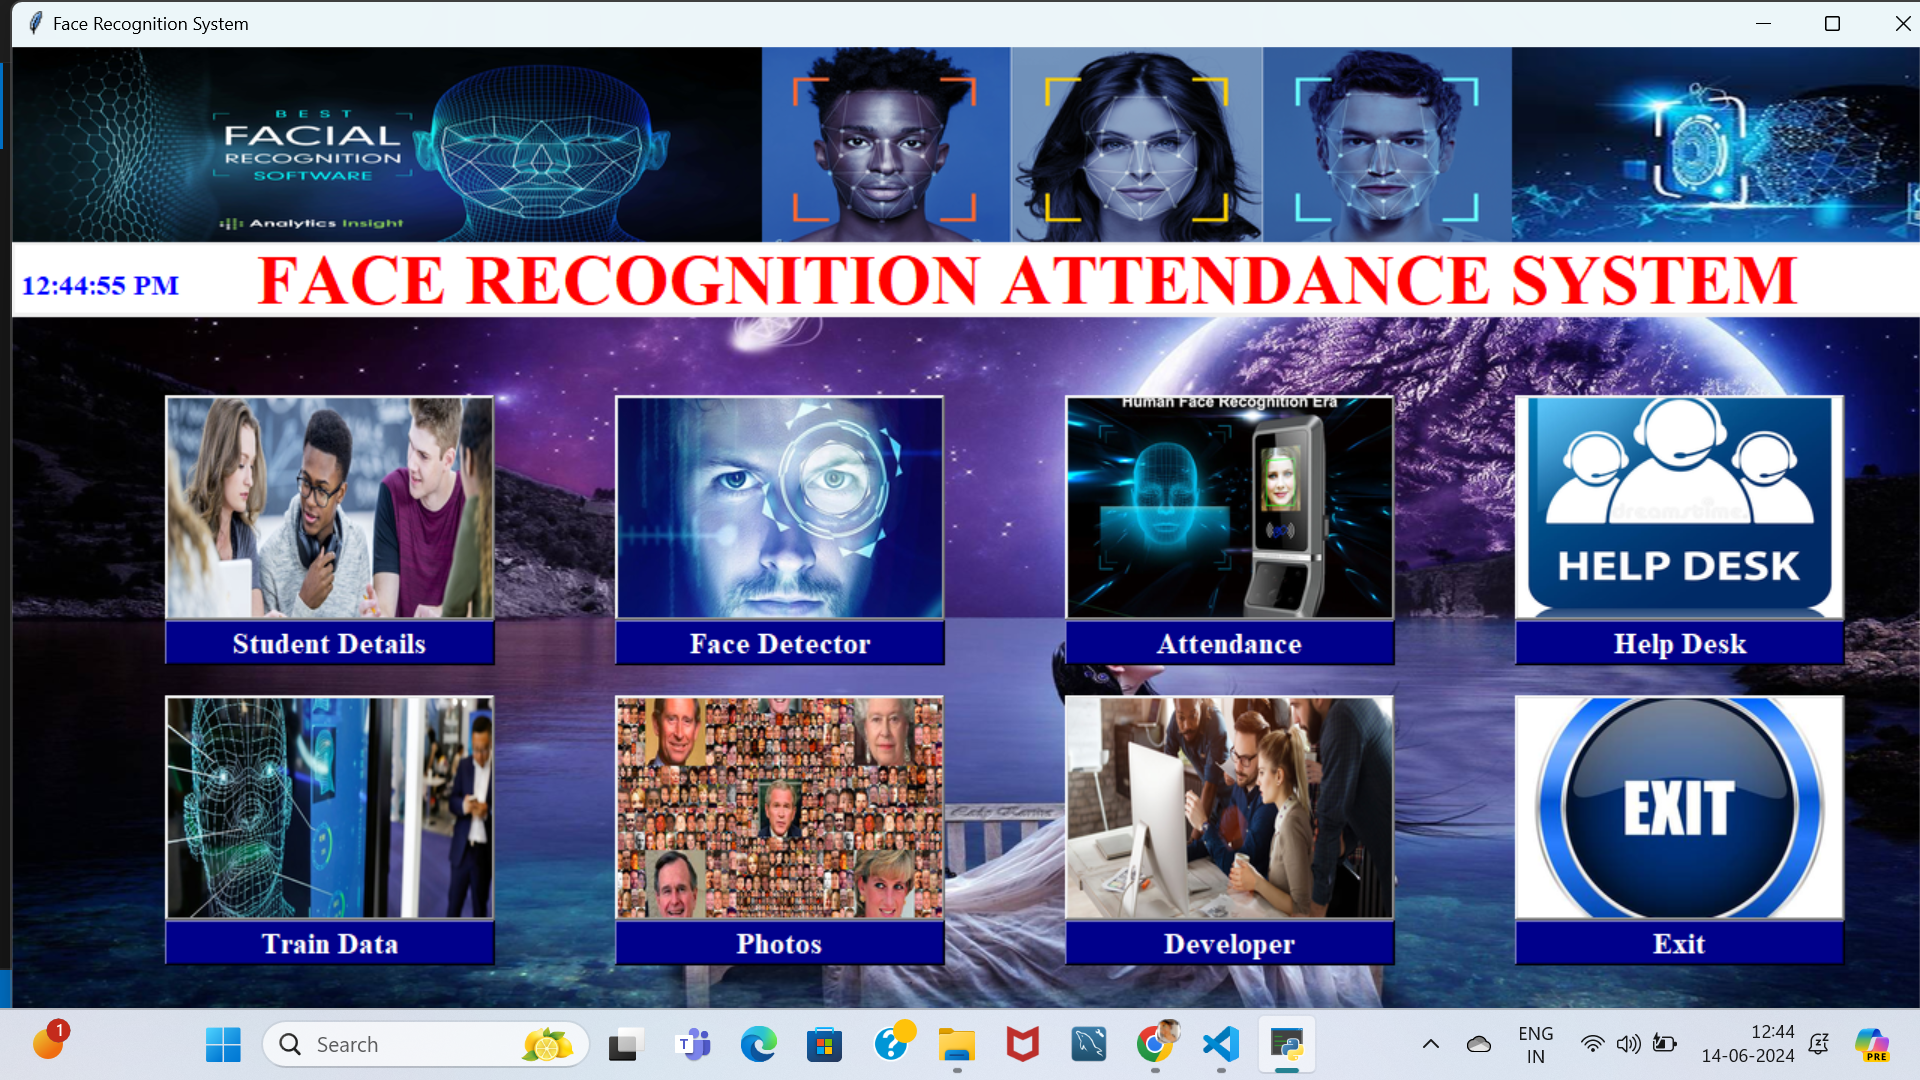 Face Recognition System
BEST
FACIAL
RECOGNITION
SOFTWARE
Analytics Insight
12:44:55 PM
FACE RECOGNITION ATTENDANCE SYSTEM
Human Face Recognition Era
dreamstime
HELP DESK
Student Details
Face Detector
Attendance
Help Desk
EXIT
Train Data
Photos
Developer
Exit
1
Search
T
PRE
ENG
IN
12:44
14-06-2024